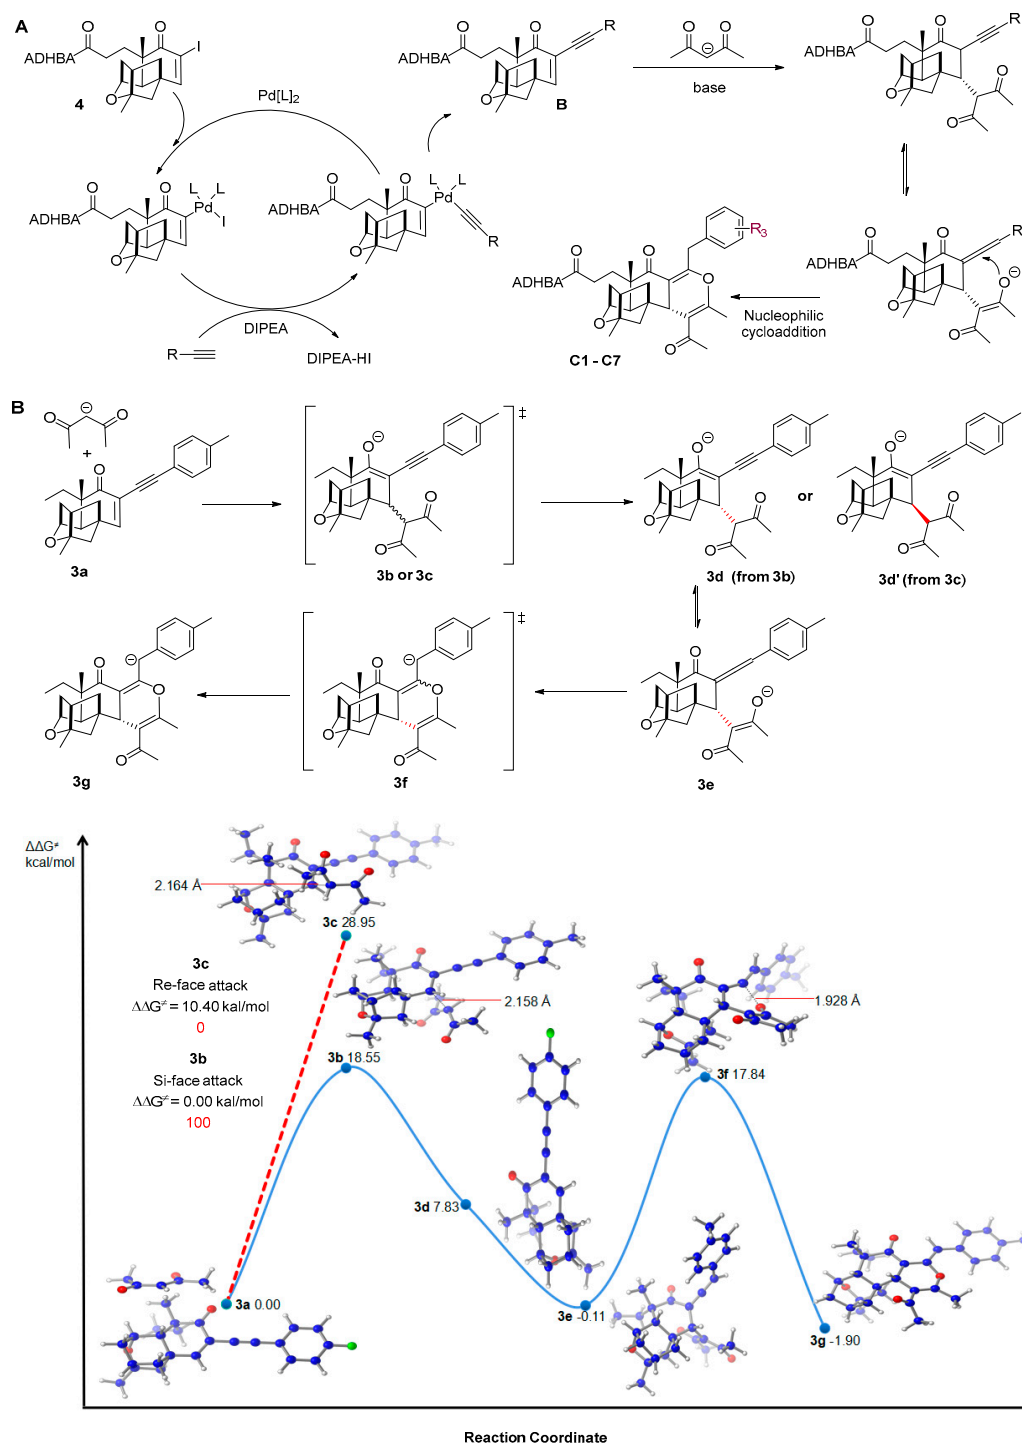 A
O
O
I
ADHBA
O
4
Pd[L]2
L
L
O
O
Pd
I
ADHBA
O
R
DIPEA
DIPEA-HI
L
L
O
O
Pd
ADHBA
R
O
O
O
R
ADHBA
O
B
O
O
⊖
base
O
O
R
ADHBA
O
O
O
O
O
R
ADHBA
⊖
O
O
O
Nucleophilic
cycloaddition
R3
O
O
O
ADHBA
O
O
C1 - C7
B
⊖
O
O
+
O
O
3a
⊖
O
O
O
O
3b or 3c
‡
⊖
O
O
O
O
3d (from 3b)
or
⊖
O
O
O
O
3d' (from 3c)
O
⊖
O
O
O
3e
⊖
O
O
O
O
3f
‡
⊖
O
O
O
O
3g
ΔΔG≠
kcal/mol
2.164 Å
3c 28.95
3c
Re-face attack
ΔΔG≠ = 10.40 kal/mol
0
3b
Si-face attack
ΔΔG≠ = 0.00 kal/mol
100
2.158 Å
3b 18.55
1.928 Å
3f 17.84
3d 7.83
3a 0.00
3e -0.11
3g -1.90
Reaction Coordinate